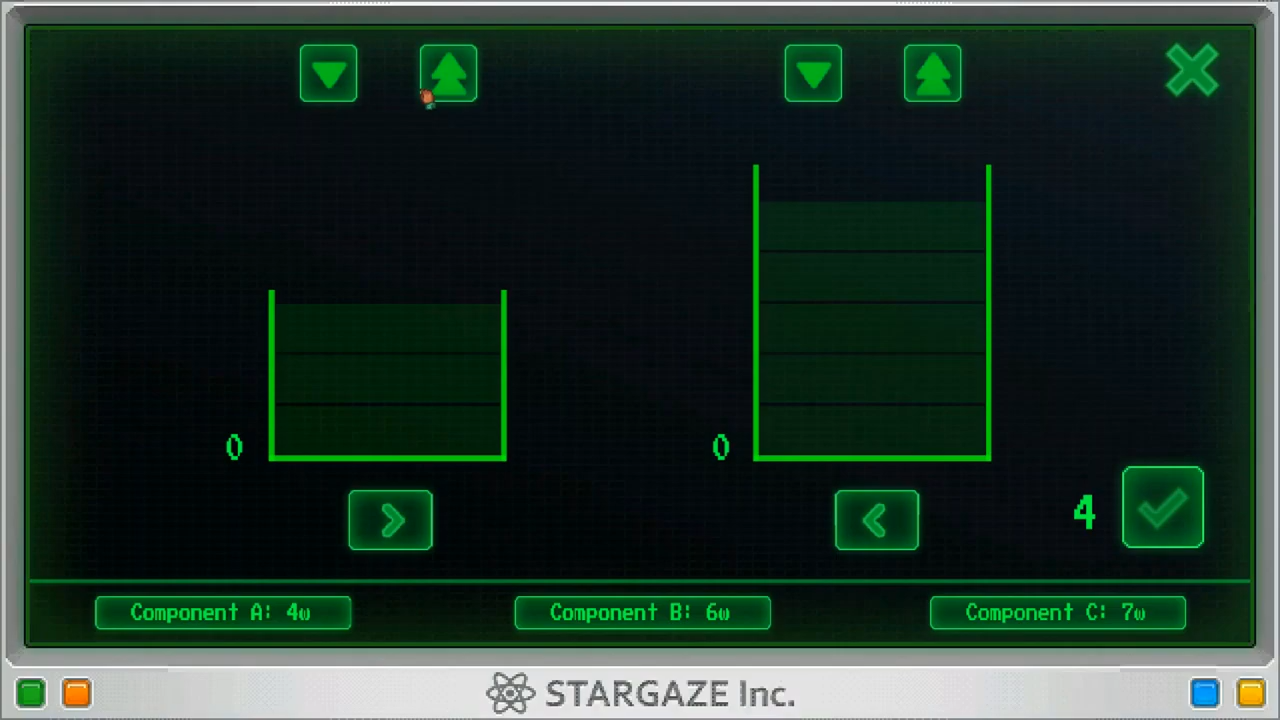 0
0
4
Component A: 4ω
Component B: 6ω
Component C: 7ω
STARGAZE Inc.